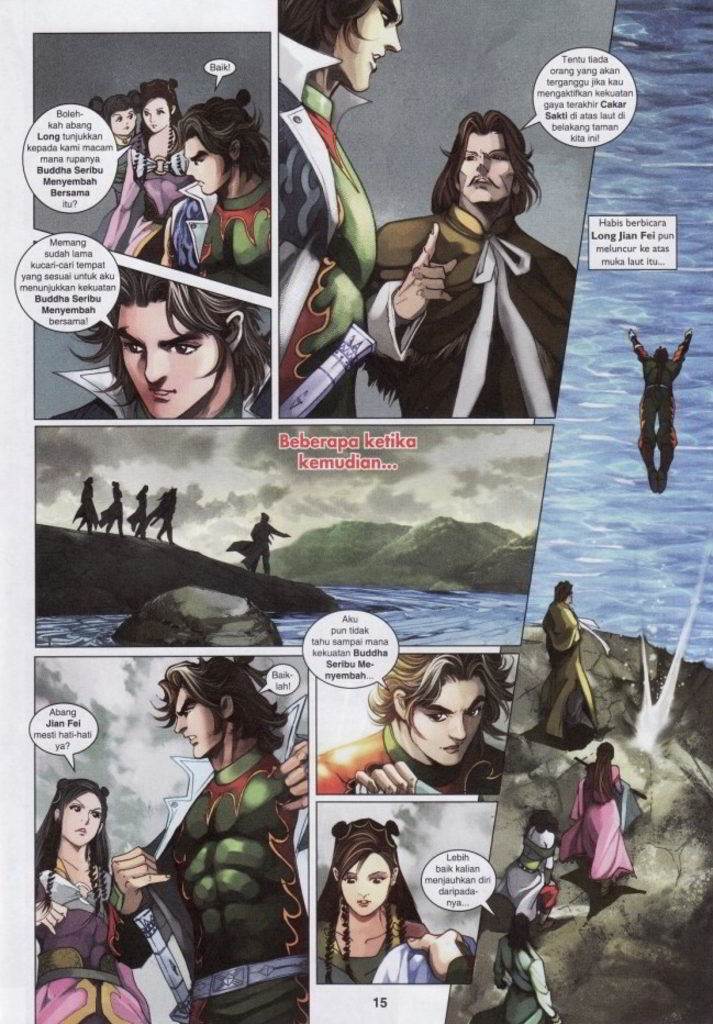 Baik!
Boleh-
kah abang
Long tunjukkan
kepada kami macam
mana rupanya
Buddha Seribu
Menyembah
Bersama
itu?
Memang
sudah lama
kucari-cari tempat
yang sesuai untuk aku
menunjukkan
Buddha Seribu
Menyembah
bersama!
Tentu tiada
orang yang akan
terganggu jika kau
mengaktifkan kekuatan
gaya terakhir Cakar
Sakti di atas laut di
belakang taman
kita ini!
Habis berbicara
Long Jian Fei pun
meluncur ke atas
muka laut itu...
Beberapa ketika
kemudian...
Abang
Jian Fei
mesti hati-hati
ya?
Baik-
lah!
Aku
pun tidak
tahu sampai mana
kekuatan Buddha
Seribu Me-
nyembah...
Lebih
baik kalian
menjauhkan diri
daripada-
nya...
15